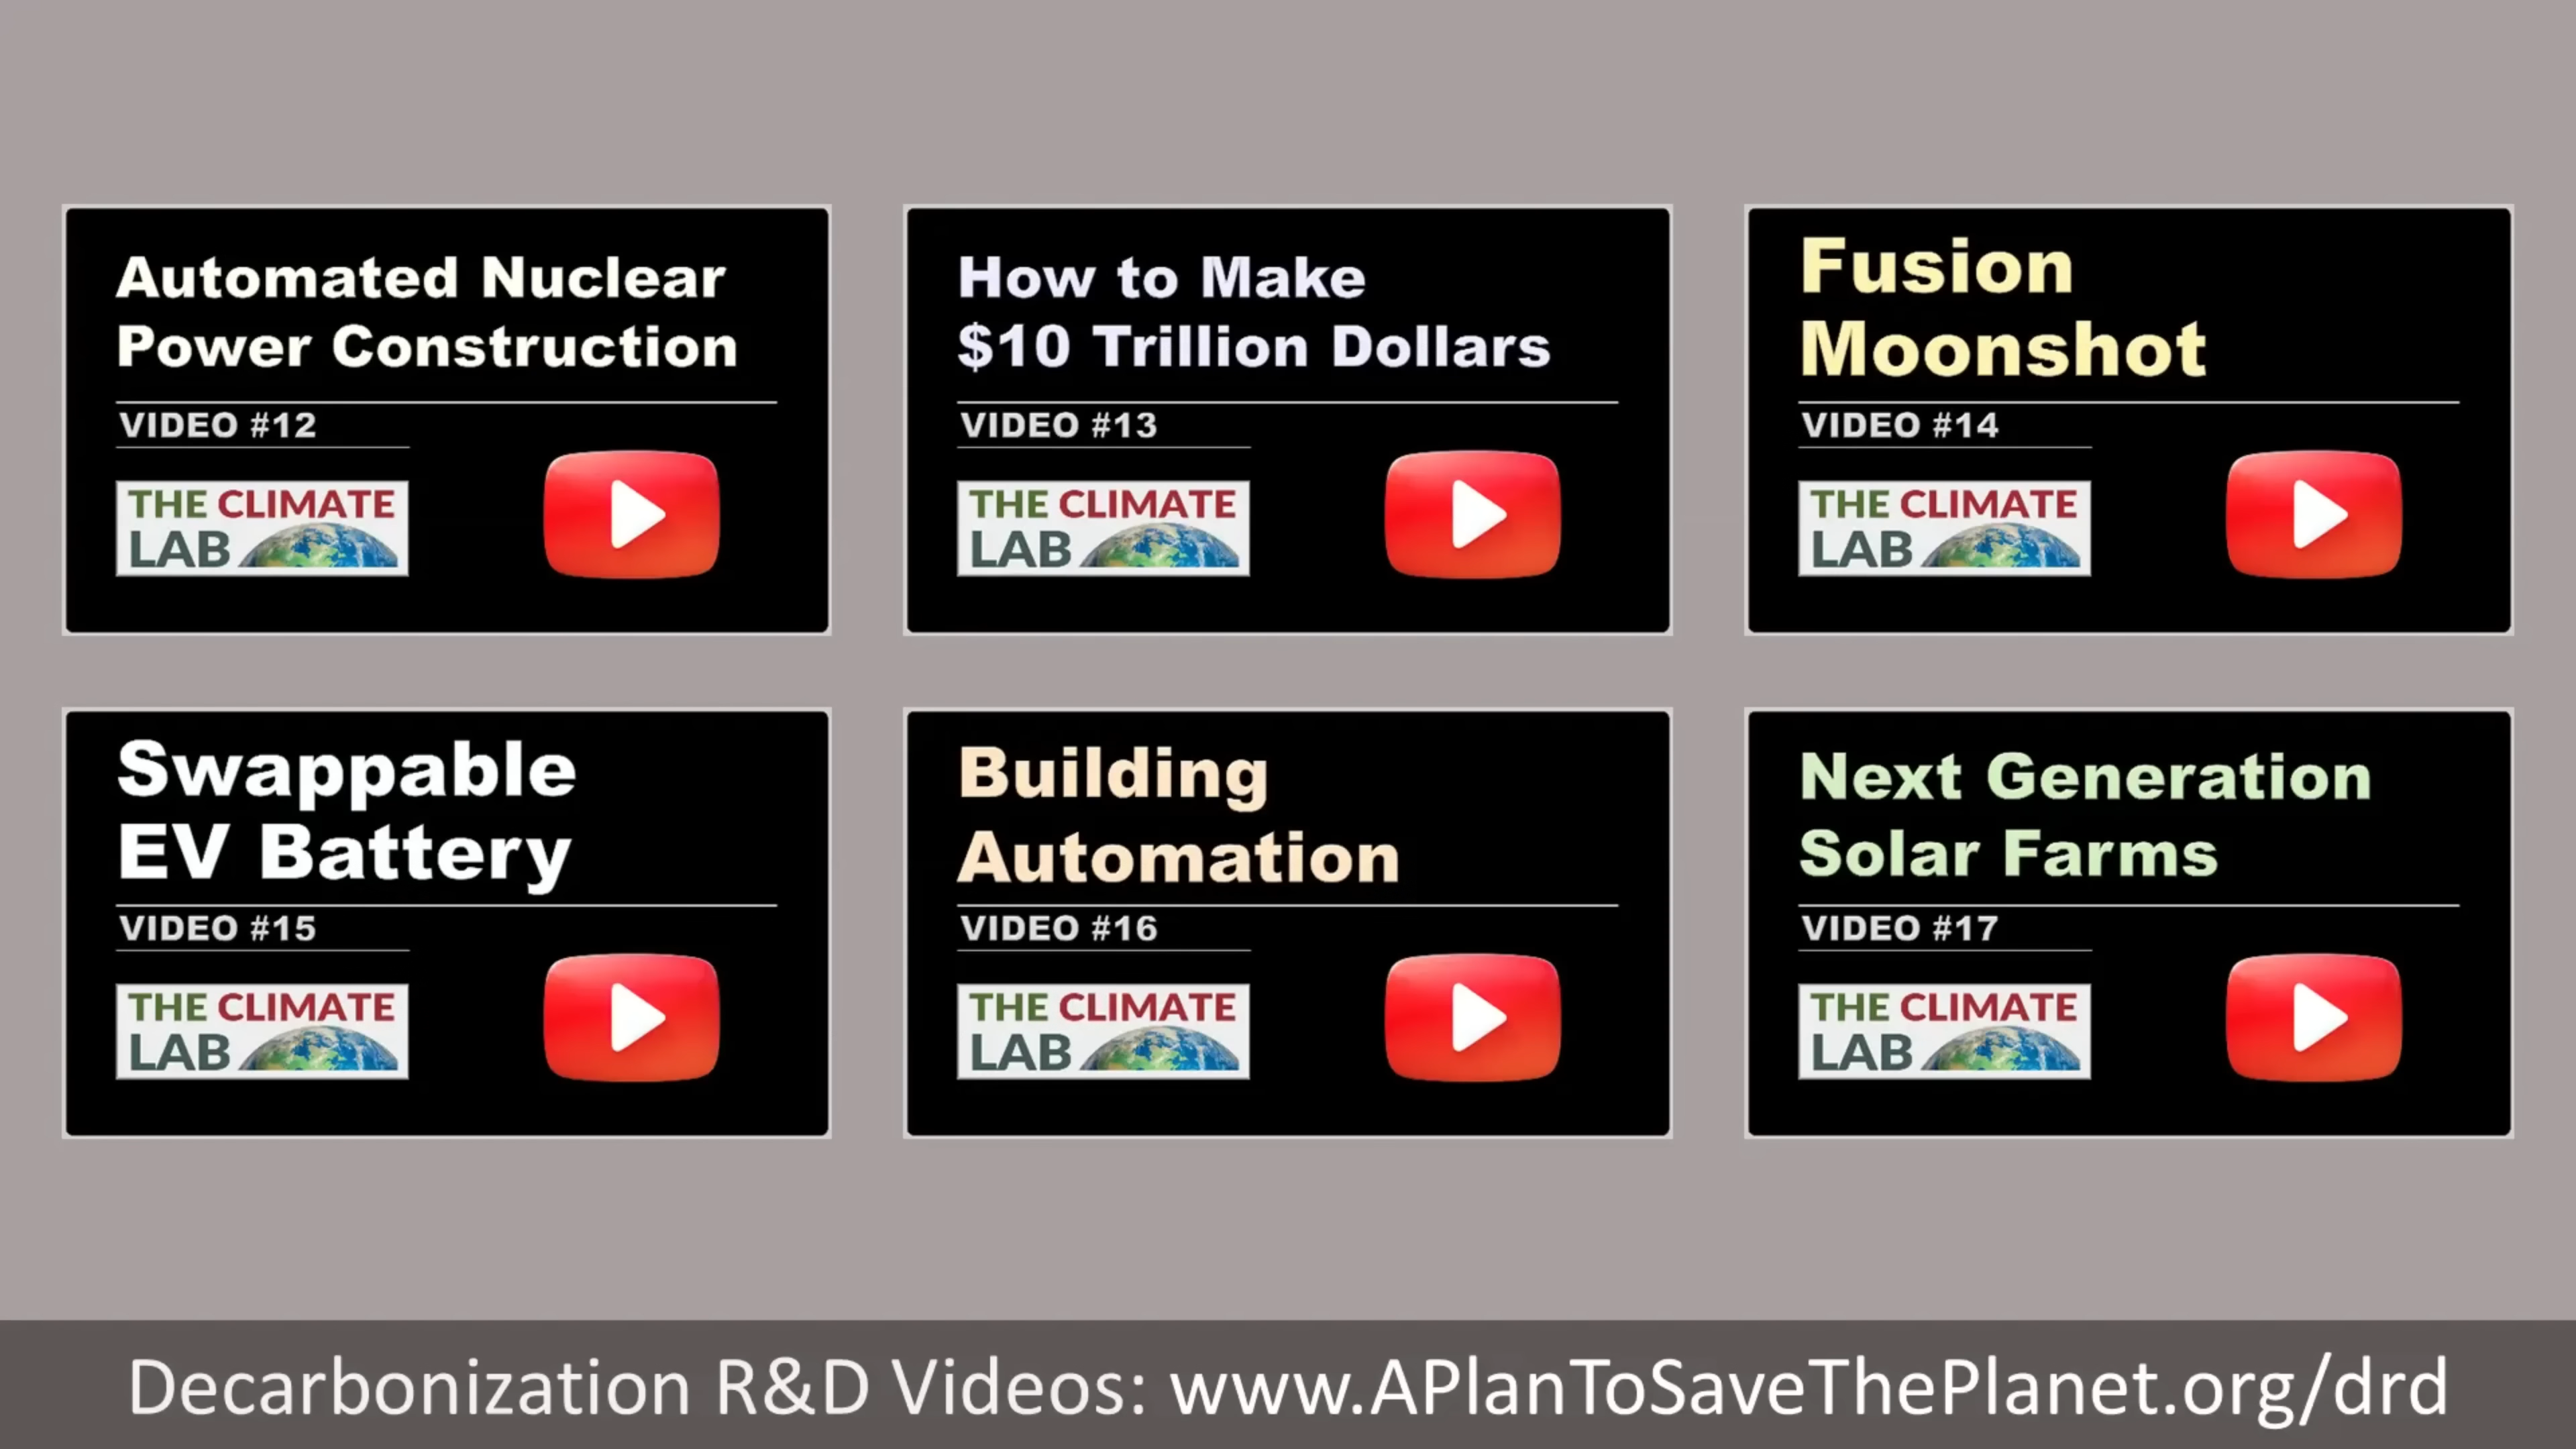 Automated Nuclear
Power Construction
VIDEO #12
THE CLIMATE
LAB
How to Make
$10 Trillion Dollars
VIDEO #13
THE CLIMATE
LAB
Fusion
Moonshot
VIDEO #14
THE CLIMATE
LAB
Swappable
EV Battery
VIDEO #15
THE CLIMATE
LAB
Building
Automation
VIDEO #16
THE CLIMATE
LAB
Next Generation
Solar Farms
VIDEO #17
THE CLIMATE
LAB
Decarbonization R&D Videos: www.APlanToSaveThePlanet.org/drd